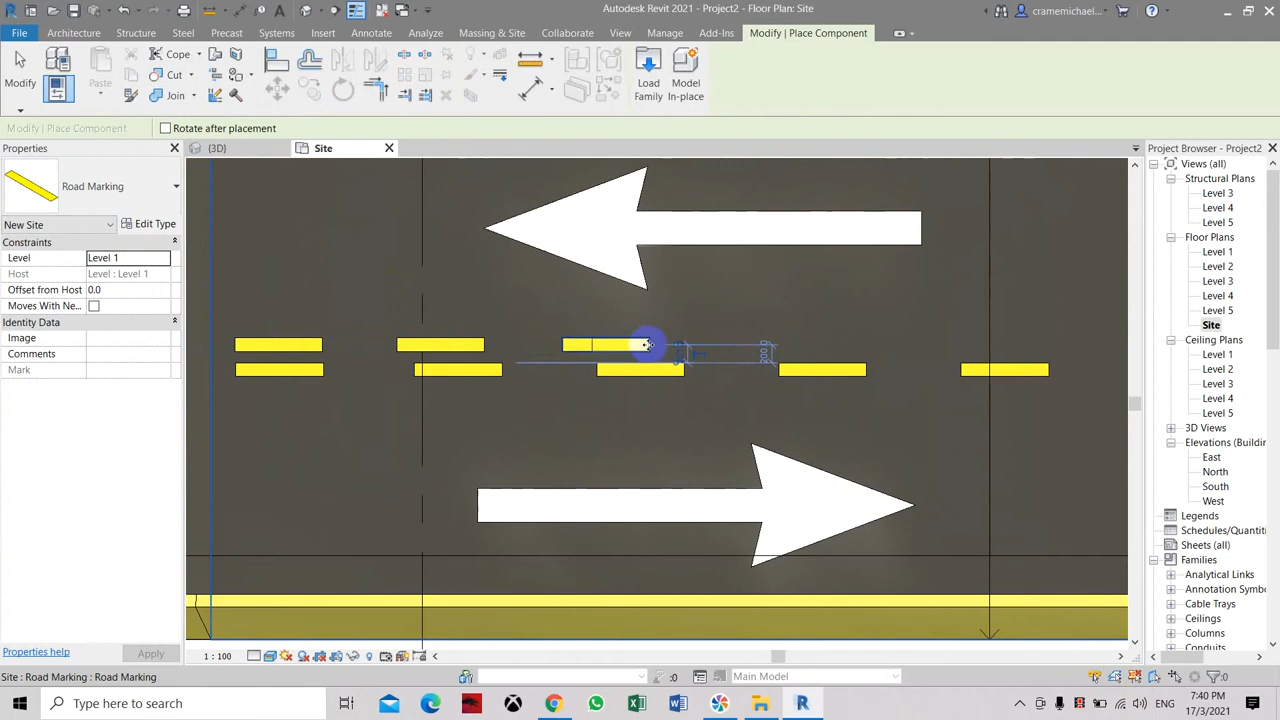 Autodesk Revit 2021 - Project2 - Floor Plan: Site
cramemichael...
File
Architecture
Structure
Steel
Precast
Systems
Insert
Annotate
Analyze
Massing & Site
Collaborate
View
Manage
Add-Ins
Modify | Place Component
Modify
Paste
Cope
Cut
Join
Load Family
Model In-place
Modify | Place Component
Rotate after placement
Properties
{3D}
Site
Project Browser - Project2
Road Marking
New Site
Edit Type
Constraints
Level
Level 1
Host
Level : Level 1
Offset from Host
0.0
Moves With Ne...
Identity Data
Image
Comments
Mark
Properties help
Apply
200.0
Views (all)
Structural Plans
Level 3
Level 4
Level 5
Floor Plans
Level 1
Level 2
Level 3
Level 4
Level 5
Site
Ceiling Plans
Level 1
Level 2
Level 3
Level 4
Level 5
3D Views
Elevations (Buildin
East
North
South
West
Legends
Schedules/Quantiti
Sheets (all)
Families
Analytical Links
Annotation Symbo
Cable Trays
Ceilings
Columns
Conduits
1 : 100
Site : Road Marking : Road Marking
:0
Main Model
:0
Type here to search
ENG
7:40 PM
17/3/2021